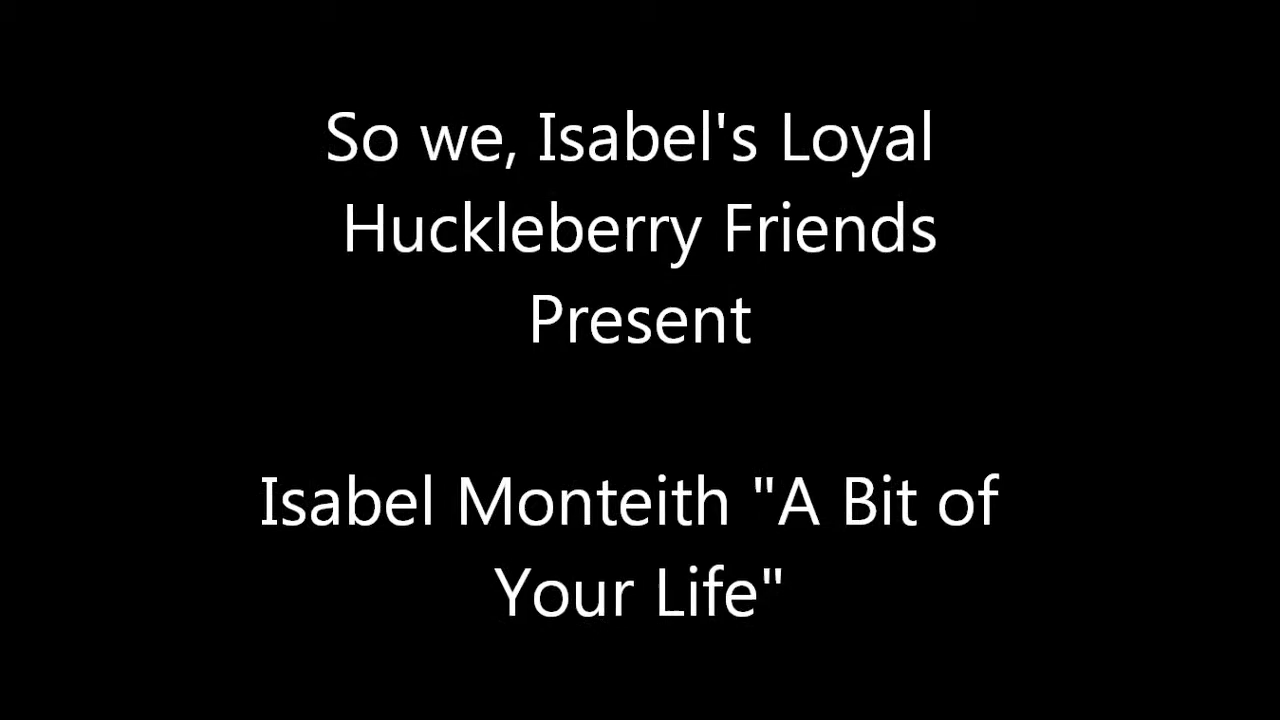 So we, Isabel's Loyal
Huckleberry Friends
Present
Isabel Monteith "A Bit of
Your Life"